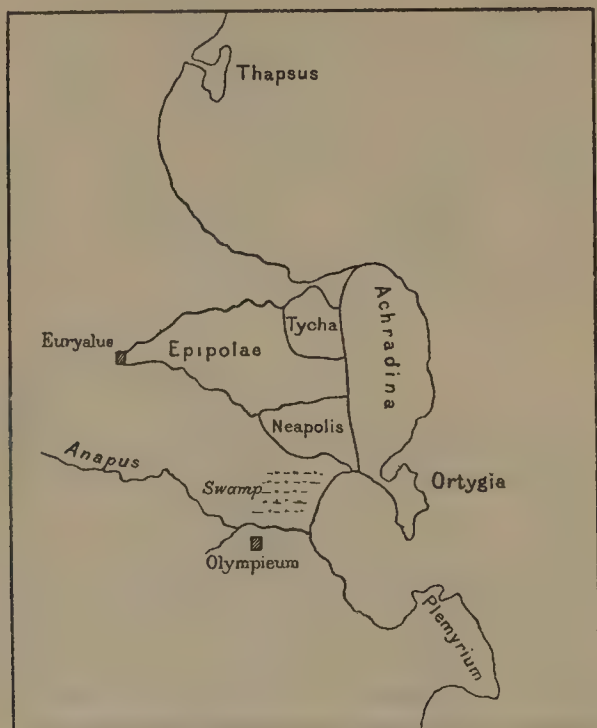 Thapsus
Achradina
Tycha
Euryalus
Epipolae
Neapolis
Anapus
Swamp
Ortygia
Olympieum
Plemyrium